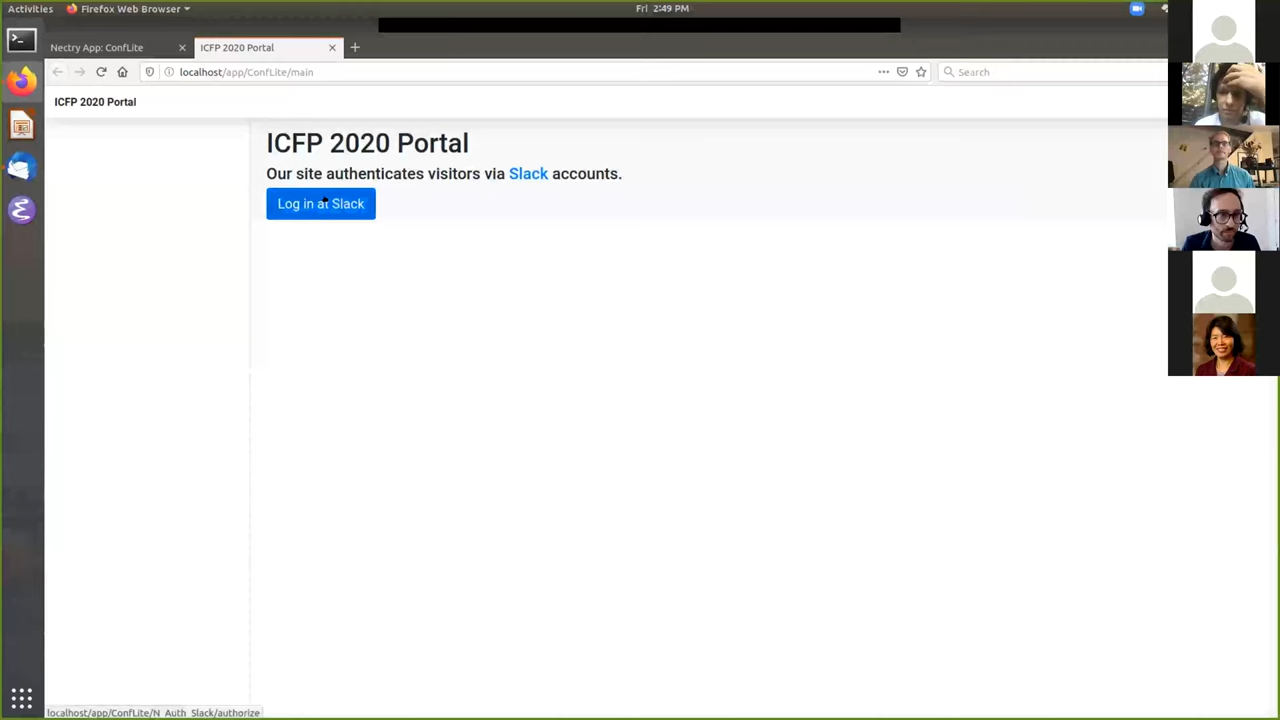 Activities
Firefox Web Browser
Fri 2:49 PM
Nectry App: ConfLite
ICFP 2020 Portal
localhost/app/ConfLite/main
Search
ICFP 2020 Portal
ICFP 2020 Portal
Our site authenticates visitors via Slack accounts.
Log in at Slack
localhost/app/ConfLite/N_Auth_Slack/authorize